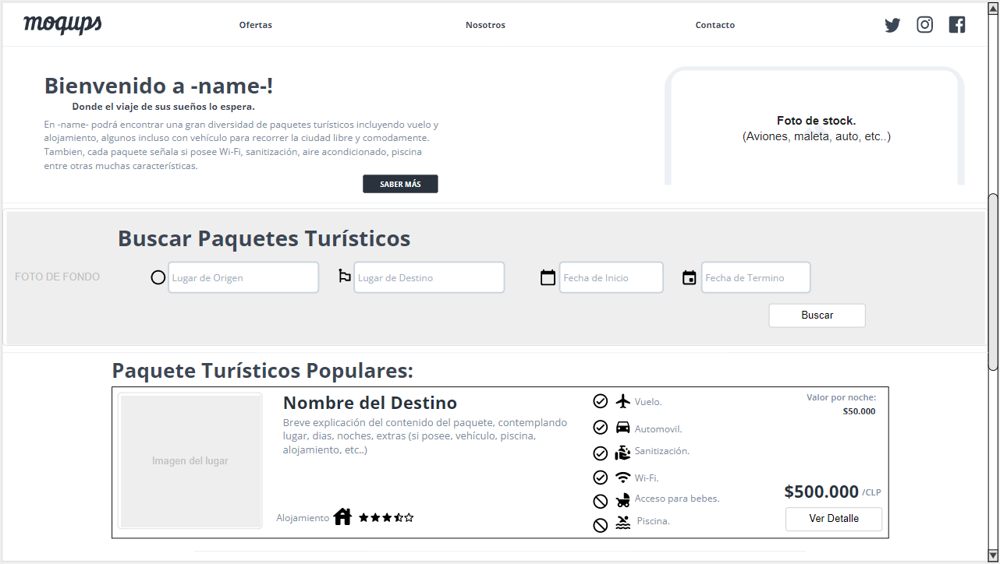 moqups
Ofertas
Nosotros
Contacto
Bienvenido a -name-!
Donde el viaje de sus sueños lo espera.
En -name- podrá encontrar una gran diversidad de paquetes turísticos incluyendo vuelo y
alojamiento, algunos incluso con vehículo para recorrer la ciudad libre y comodamente.
Tambien, cada paquete señala si posee Wi-Fi, sanitización, aire acondicionado, piscina
entre otras muchas características.
SABER MÁS
Foto de stock.
(Aviones, maleta, auto, etc..)
Buscar Paquetes Turísticos
FOTO DE FONDO
Lugar de Origen
Lugar de Destino
Fecha de Inicio
Fecha de Termino
Buscar
Paquete Turísticos Populares:
Imagen del lugar
Nombre del Destino
Breve explicación del contenido del paquete, contemplando
lugar, dias, noches, extras (si posee, vehículo, piscina,
alojamiento, etc..)
Alojamiento
Vuelo.
Automovil.
Sanitización.
Wi-Fi.
Acceso para bebes.
Piscina.
Valor por noche:
$50.000
$500.000 /CLP
Ver Detalle